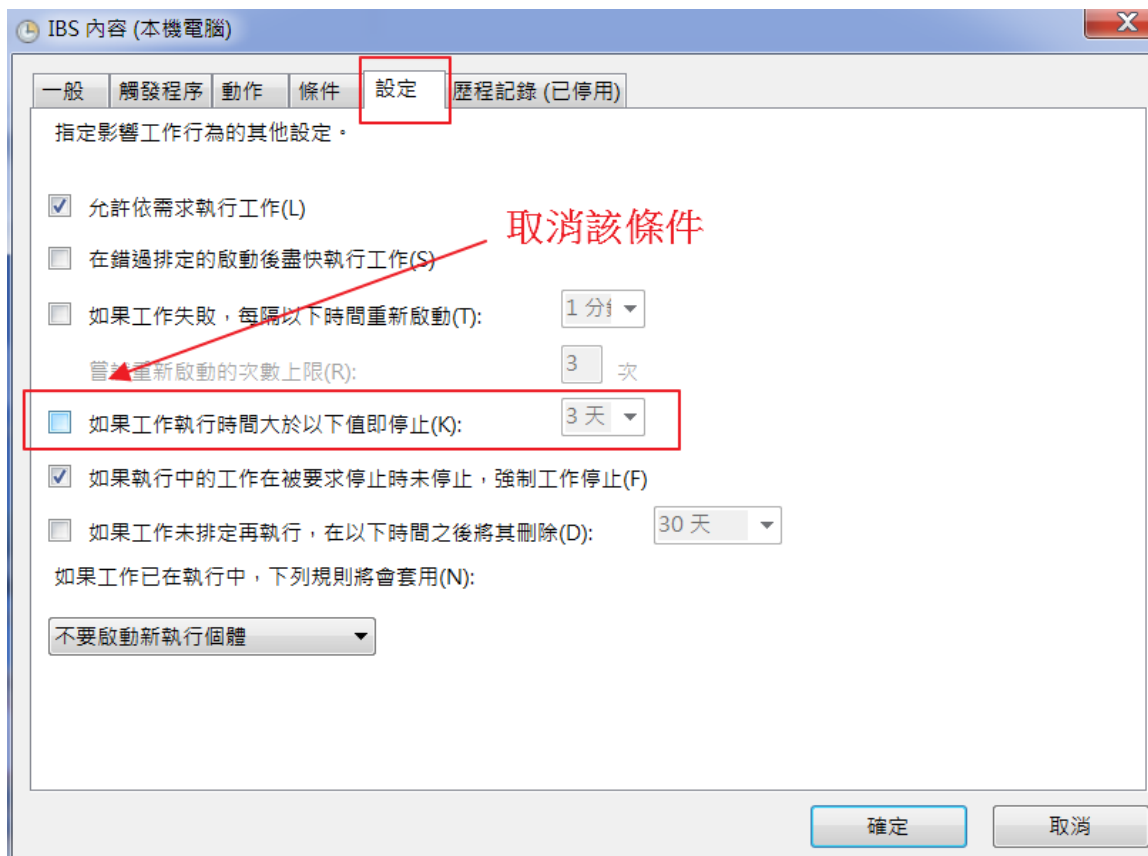 IBS 內容 (本機電腦)
一般 觸發程序 動作 條件 設定 歷程記錄 (已停用)
指定影響工作行為的其他設定。
允許依需求執行工作(L)
取消該條件
在錯過排定的啟動後盡快執行工作(S)
如果工作失敗，每隔以下時間重新啟動(T): 1 分
重新啟動的次數上限(R): 3 次
如果工作執行時間大於以下值即停止(K): 3 天
如果執行中的工作在被要求停止時未停止，強制工作停止(F)
如果工作未排定再執行，在以下時間之後將其刪除(D): 30 天
如果工作已在執行中，下列規則將會套用(N):
不要啟動新執行個體
確定 取消